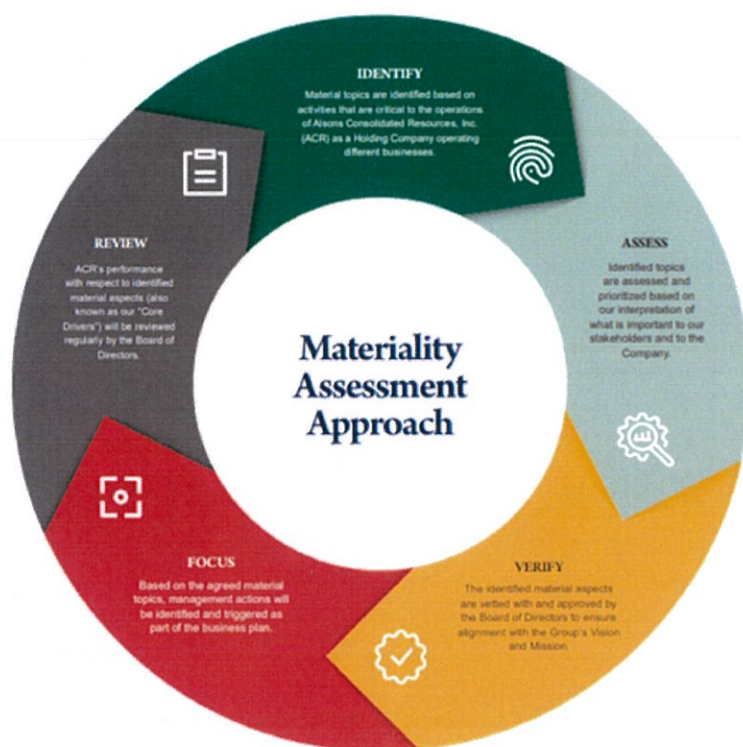 IDENTIFY
Material topics are identified based on
activities that are critical to the operations
of Alsons Consolidated Resources, Inc.
(ACR) as a Holding Company operating
different businesses.
ASSESS
Identified topics
are assessed and
prioritized based on
our interpretation of
what is important to our
stakeholders and to the
Company.
VERIFY
The identified material aspects
are vetted with and approved by
the Board of Directors to ensure
alignment with the Group's Vision
and Mission.
FOCUS
Based on the agreed material
topics, management actions will
be identified and triggered as
part of the business plan.
REVIEW
ACR's performance
with respect to identified
material aspects (also
known as our "Core
Drivers") will be reviewed
regularly by the Board of
Directors.
Materiality
Assessment
Approach